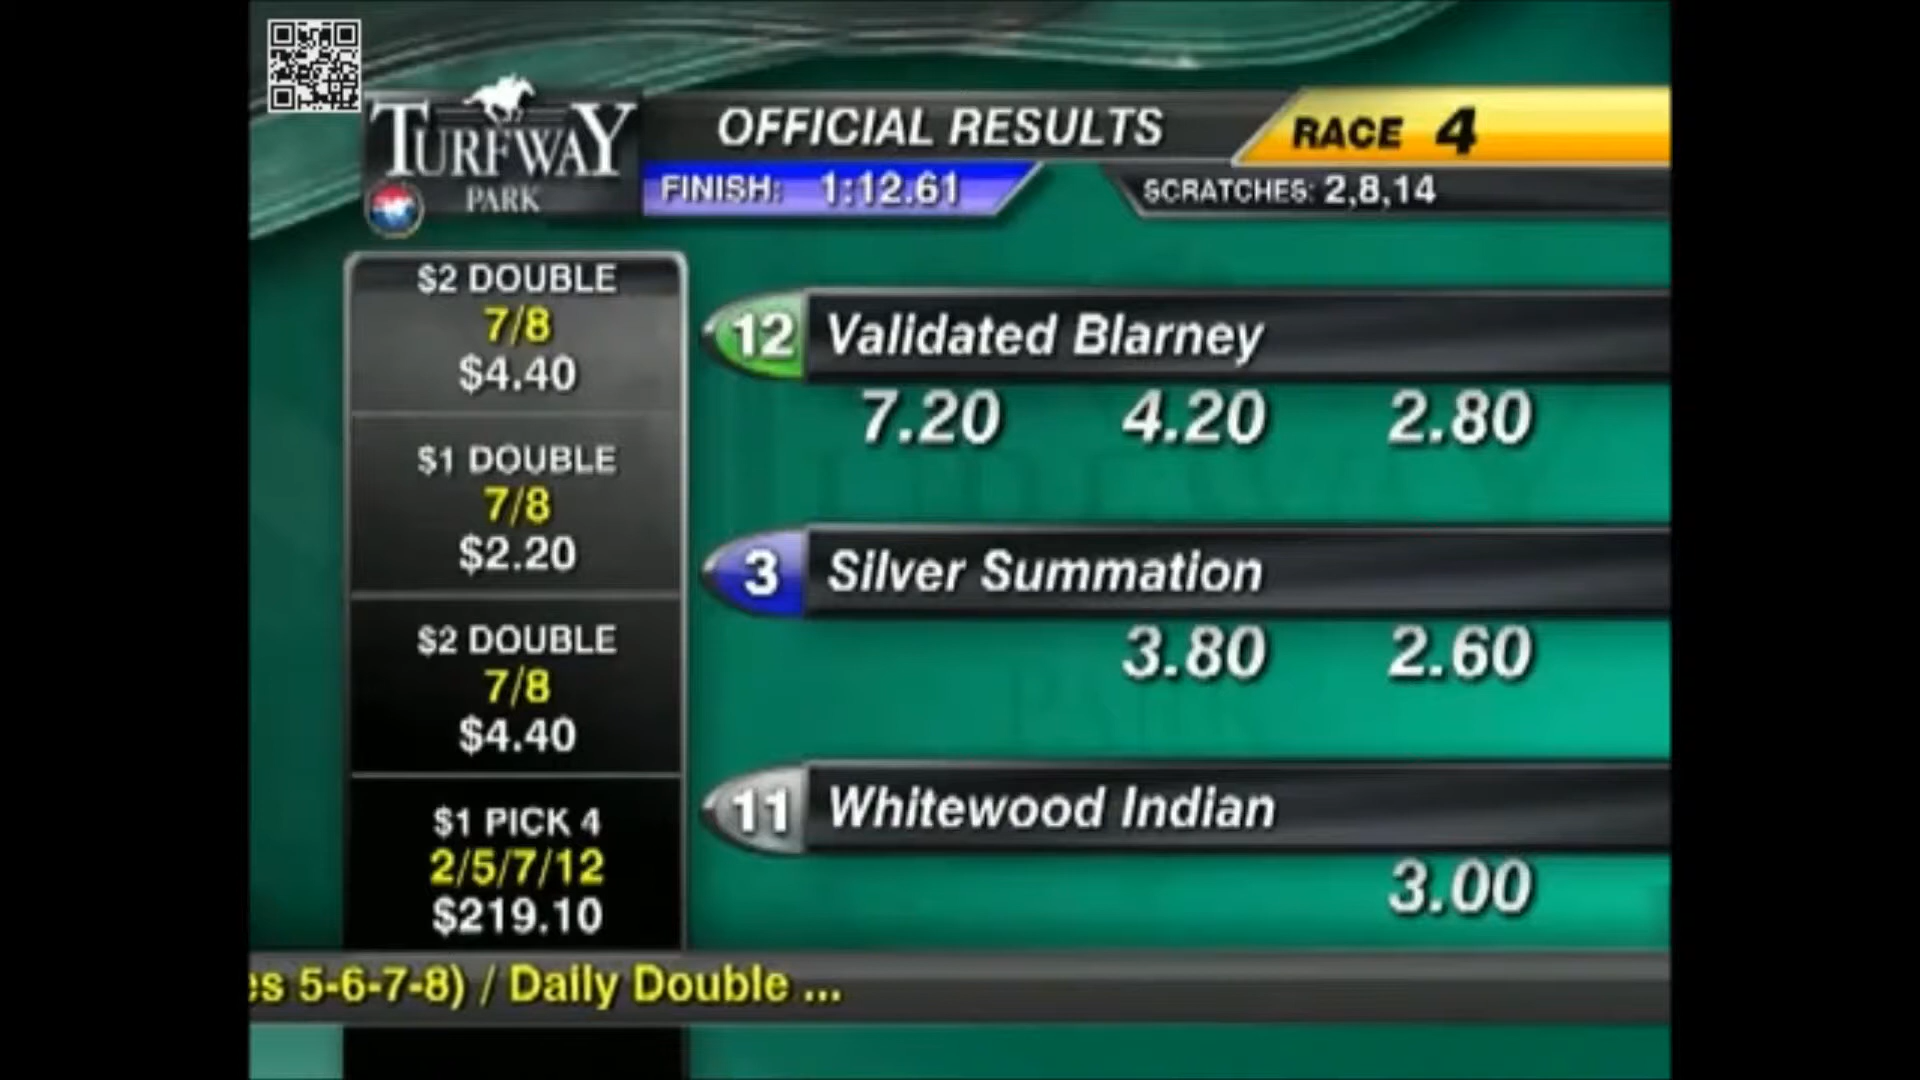 TURFWAY
PARK
OFFICIAL RESULTS
RACE 4
FINISH: 1:12.61
SCRATCHES: 2,8,14
$2 DOUBLE
7/8
$4.40
$1 DOUBLE
7/8
$2.20
$2 DOUBLE
7/8
$4.40
$1 PICK 4
2/5/7/12
$219.10
12 Validated Blarney
7.20 4.20 2.80
3 Silver Summation
3.80 2.60
11 Whitewood Indian
3.00
es 5-6-7-8) / Daily Double ...